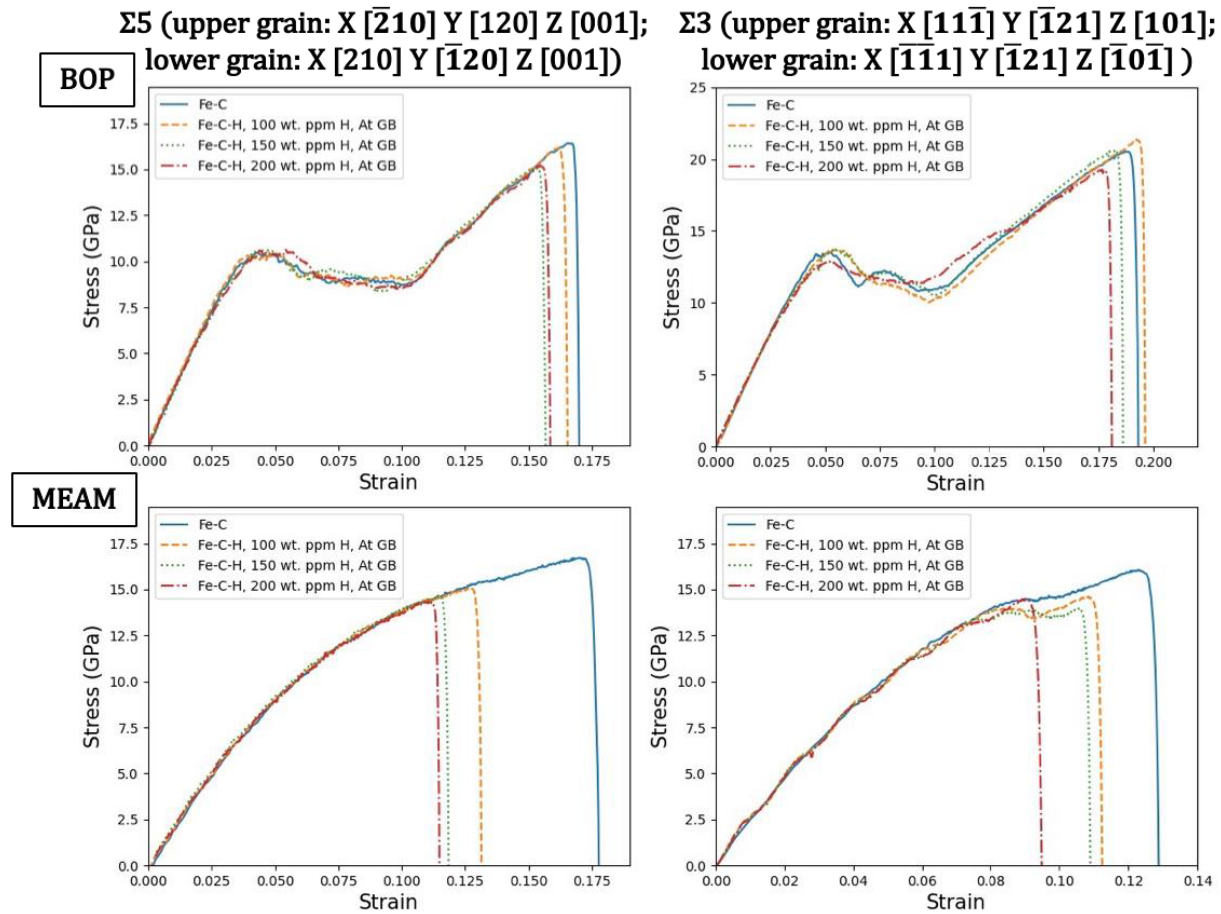 Σ5 (upper grain: X [2̅10] Y [120] Z [001];
lower grain: X [210] Y [1̅20] Z [001])
Σ3 (upper grain: X [111̅] Y [1̅21] Z [101];
lower grain: X [1̅1̅1] Y [1̅21] Z [1̅01̅] )
BOP
Fe-C
Fe-C-H, 100 wt. ppm H, At GB
Fe-C-H, 150 wt. ppm H, At GB
Fe-C-H, 200 wt. ppm H, At GB
17.5
15.0
12.5
10.0
7.5
5.0
2.5
0.0
Stress (GPa)
0.000 0.025 0.050 0.075 0.100 0.125 0.150 0.175
Strain
Fe-C
Fe-C-H, 100 wt. ppm H, At GB
Fe-C-H, 150 wt. ppm H, At GB
Fe-C-H, 200 wt. ppm H, At GB
25
20
15
10
5
0
Stress (GPa)
0.000 0.025 0.050 0.075 0.100 0.125 0.150 0.175 0.200
Strain
MEAM
Fe-C
Fe-C-H, 100 wt. ppm H, At GB
Fe-C-H, 150 wt. ppm H, At GB
Fe-C-H, 200 wt. ppm H, At GB
17.5
15.0
12.5
10.0
7.5
5.0
2.5
0.0
Stress (GPa)
0.000 0.025 0.050 0.075 0.100 0.125 0.150 0.175
Strain
Fe-C
Fe-C-H, 100 wt. ppm H, At GB
Fe-C-H, 150 wt. ppm H, At GB
Fe-C-H, 200 wt. ppm H, At GB
17.5
15.0
12.5
10.0
7.5
5.0
2.5
0.0
Stress (GPa)
0.00 0.02 0.04 0.06 0.08 0.10 0.12 0.14
Strain